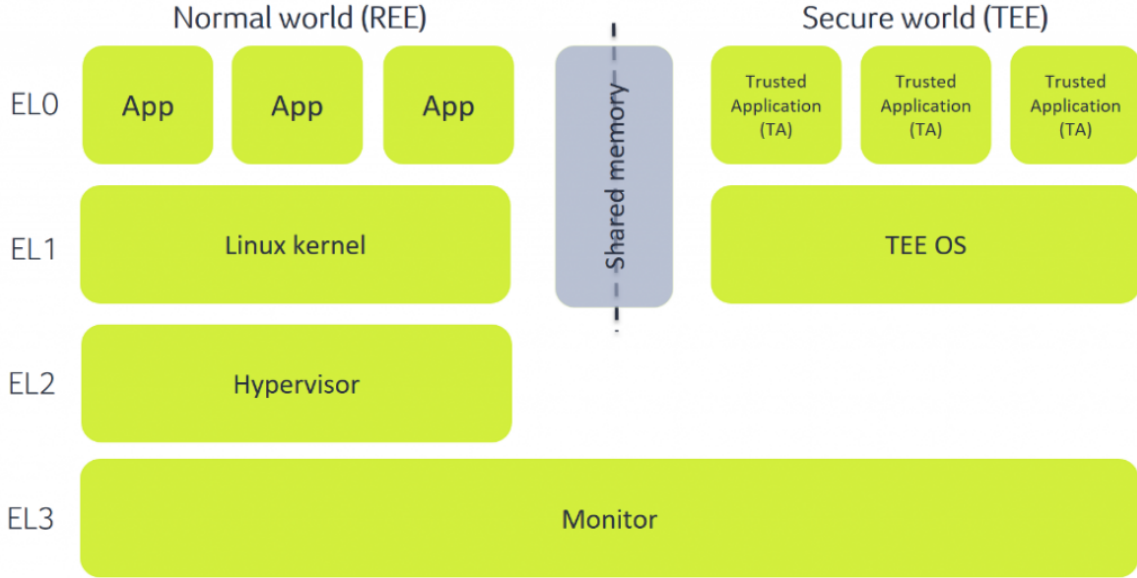 Normal world (REE)
Secure world (TEE)
EL0
App
App
App
Shared memory
Trusted
Application
(TA)
Trusted
Application
(TA)
Trusted
Application
(TA)
EL1
Linux kernel
TEE OS
EL2
Hypervisor
EL3
Monitor